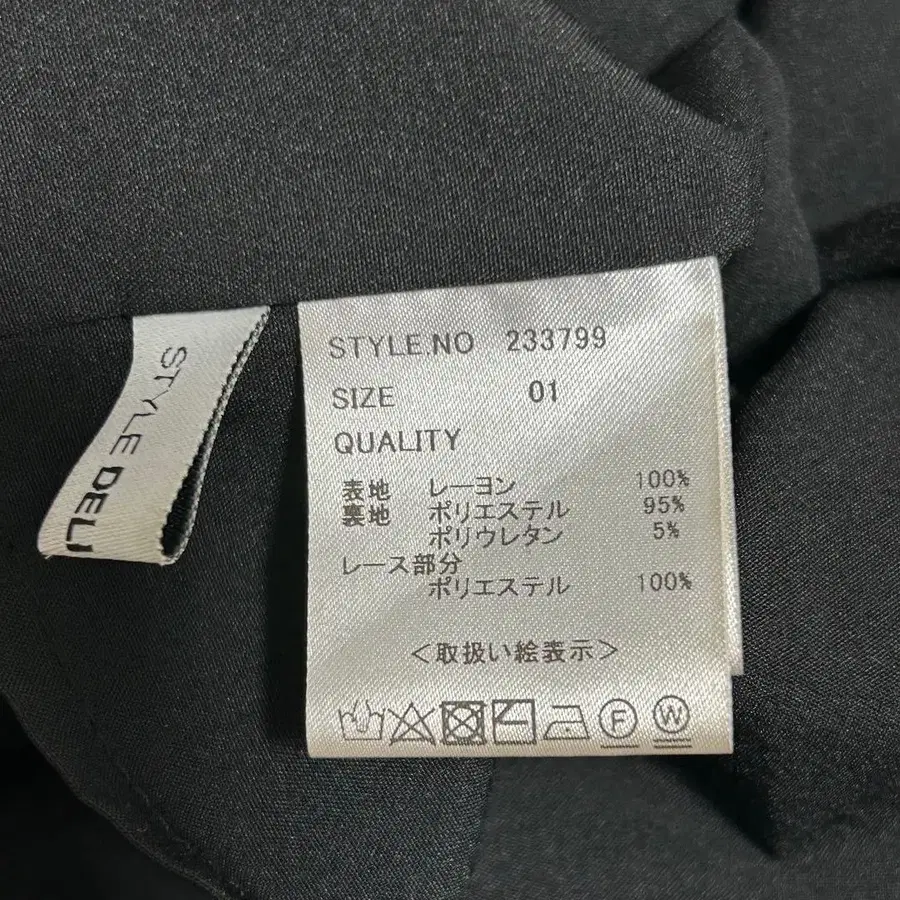 STYLE DELI
STYLE.NO 233799
SIZE 01
QUALITY
表地 レーヨン 100%
裏地 ポリエステル 95%
ポリウレタン 5%
レース部分
ポリエステル 100%
<取扱い絵表示>
F W